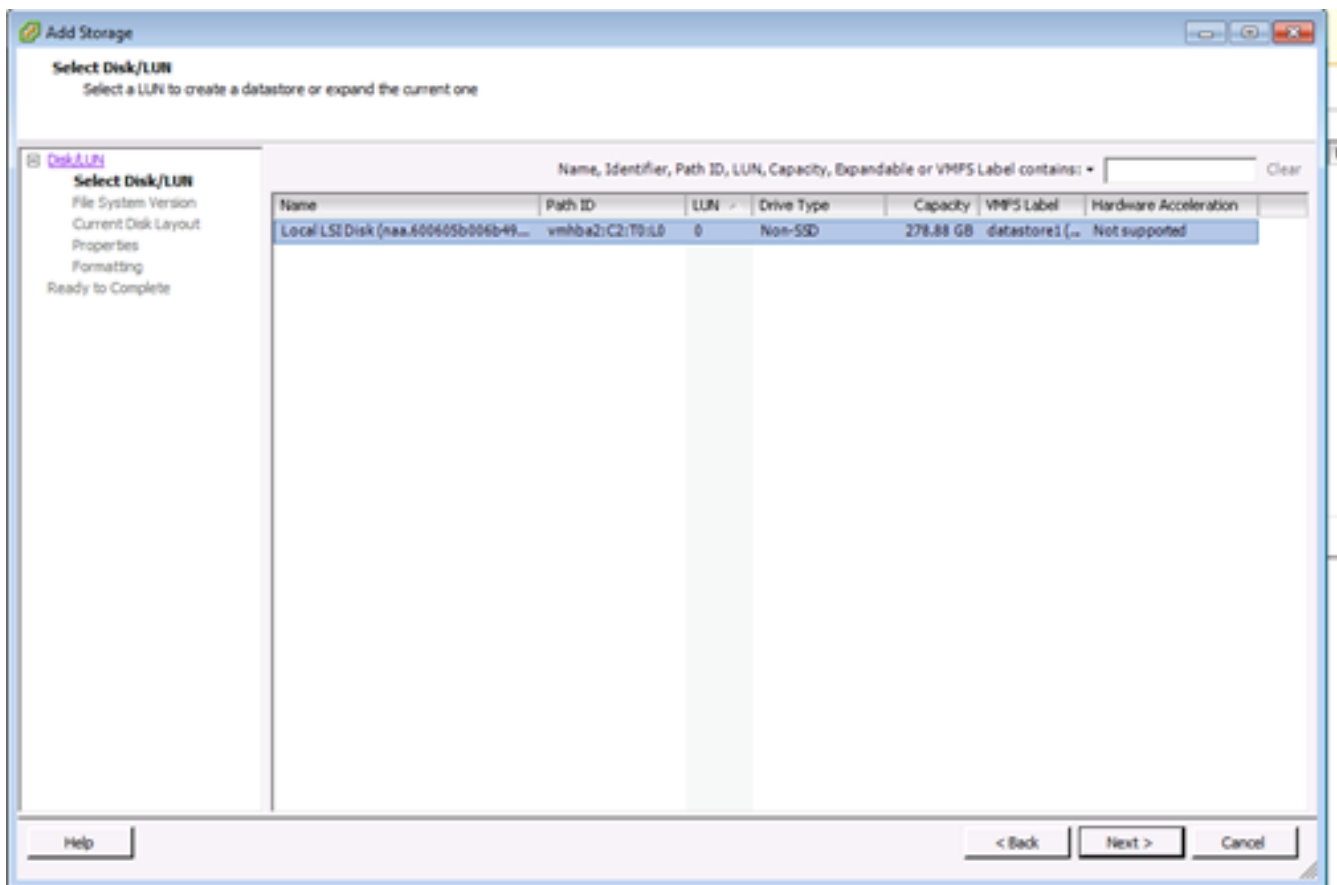 Add Storage
Select Disk/LUN
Select a LUN to create a datastore or expand the current one
Disk/LUN
Select Disk/LUN
File System Version
Current Disk Layout
Properties
Formatting
Ready to Complete
Name, Identifier, Path ID, LUN, Capacity, Expandable or VMFS Label contains: Clear
Name Path ID LUN Drive Type Capacity VMFS Label Hardware Acceleration
Local LSI Disk (naa.600605b006b49... vmhba2:C2:T0:L0 0 Non-SSD 278.88 GB datastore1 (... Not supported
Help < Back Next > Cancel